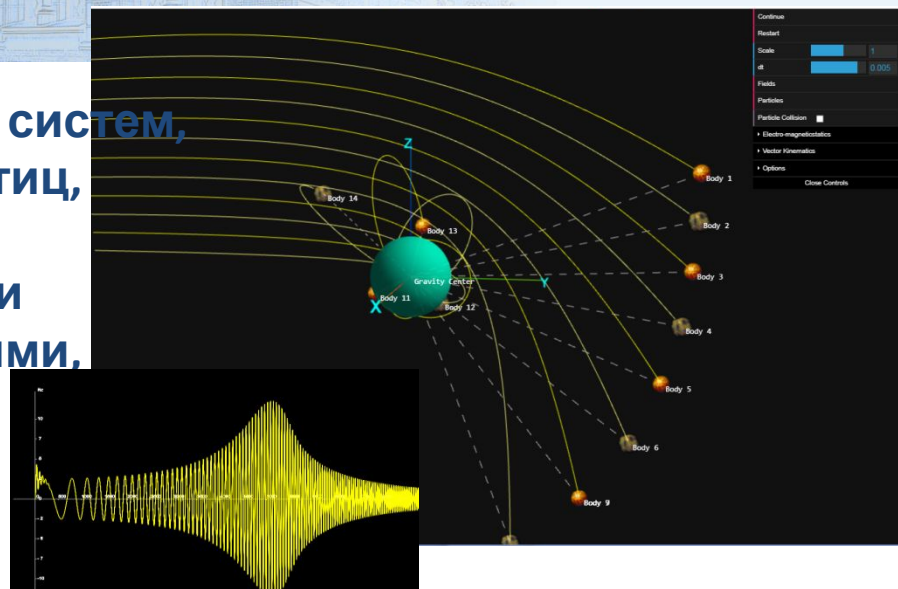 Continue
Restart
Scale 1
dt 0.005
Fields
Particles
Particle Collision
Electro-magneticstatics
Vector Kinematics
Options
Close Controls
систем,
тиц,
и
ими,
Z
Body 1
Body 14
Body 2
Body 13
Body 3
Gravity Center
Y
Body 11
X
Body 12
Body 4
Body 5
Body 6
Body 9